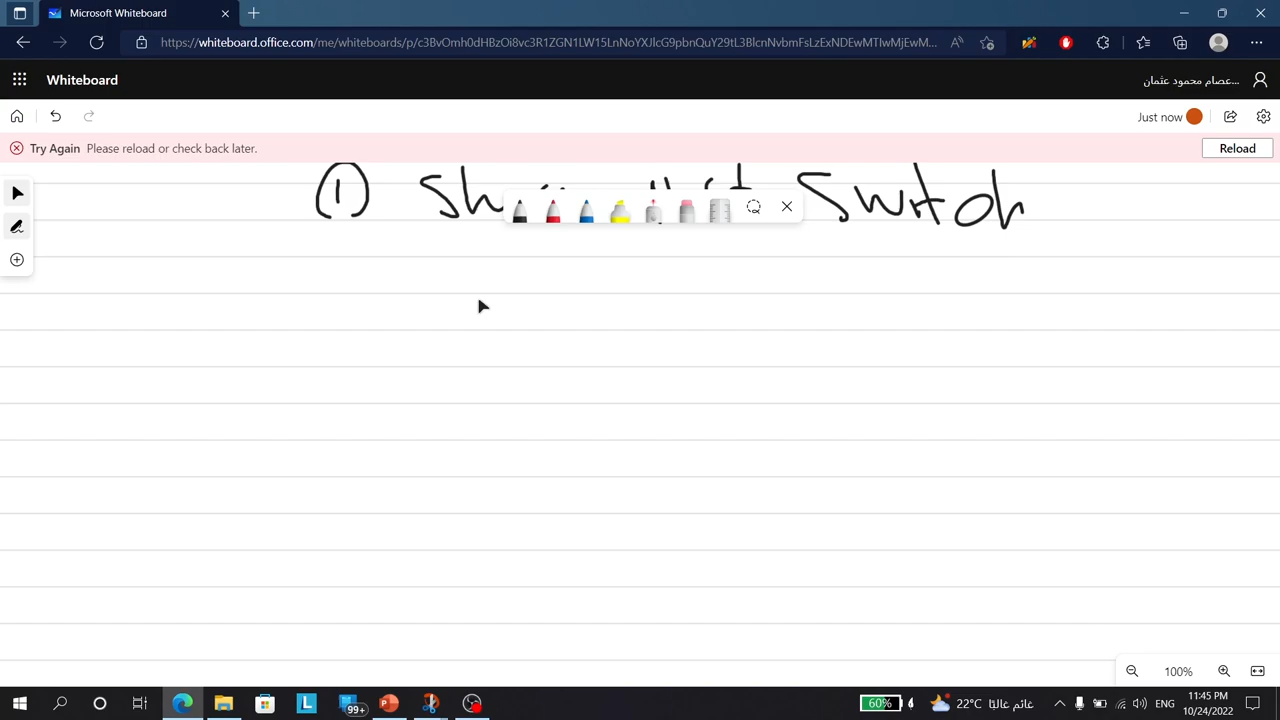 Microsoft Whiteboard
https://whiteboard.office.com/me/whiteboards/p/c3BvOmh0dHBzOi8vc3R1ZGN1LW15LnNoYXJlcG9pbnQuY29tL3BlcnNvbmFsLzExNDEwMTIwMjEwM...
Whiteboard
عصام محمود عثمان...
Just now
Try Again Please reload or check back later.
Reload
① Switch
100%
99+
60%
22°C غائم غالبًا
ENG
11:45 PM
10/24/2022